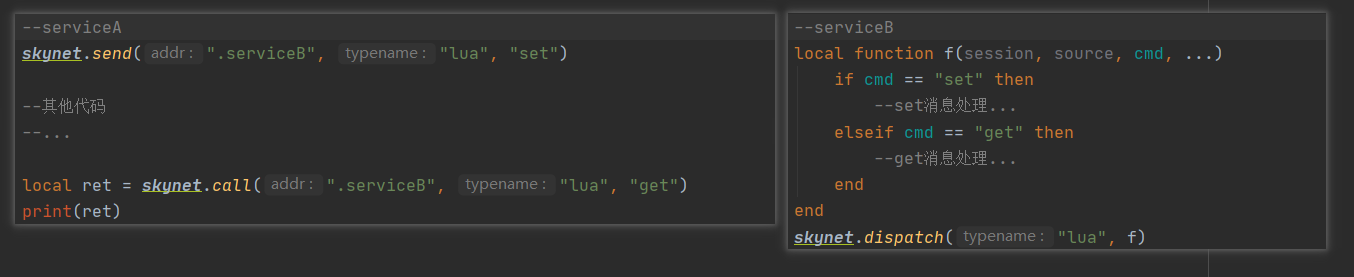 --serviceA
skynet.send( addr: ".serviceB", typename: "lua", "set")
--其他代码
--...
local ret = skynet.call( addr: ".serviceB", typename: "lua", "get")
print(ret)
--serviceB
local function f(session, source, cmd, ...)
if cmd == "set" then
--set消息处理...
elseif cmd == "get" then
--get消息处理...
end
end
skynet.dispatch( typename: "lua", f)